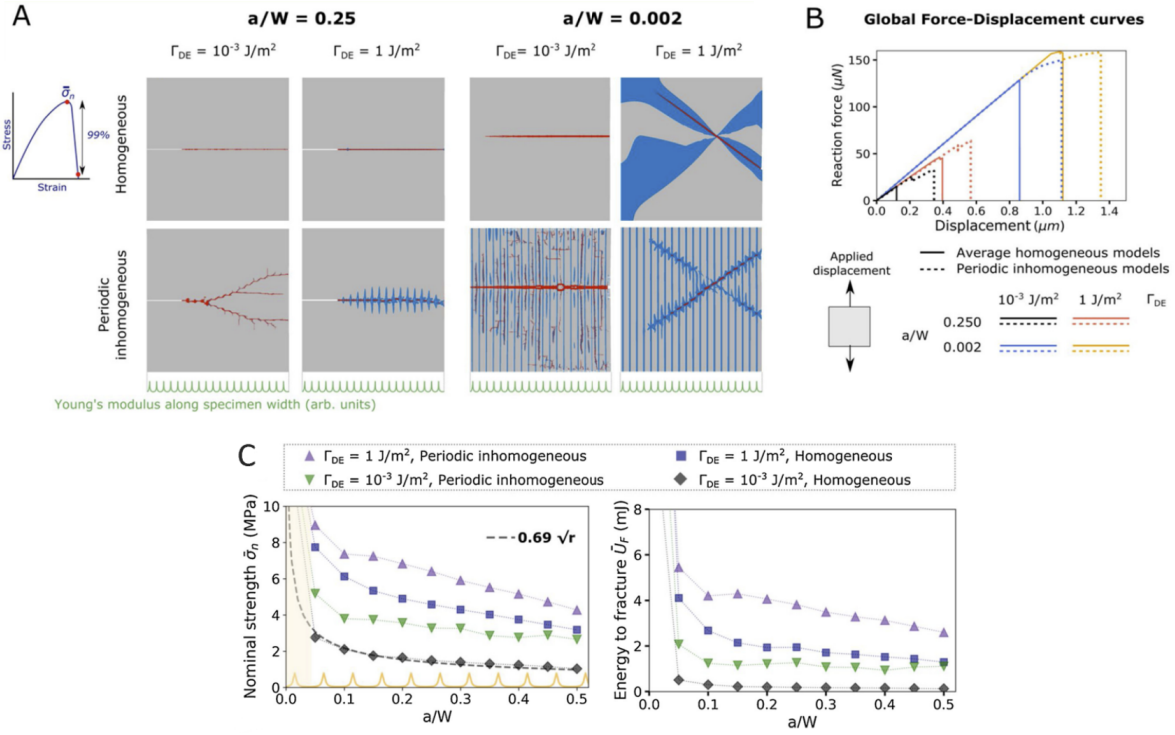 A
a/W = 0.25
a/W = 0.002
Γ_DE = 10⁻³ J/m²
Γ_DE = 1 J/m²
Γ_DE= 10⁻³ J/m²
Γ_DE = 1 J/m²
Stress
σ̄_n
99%
Strain
Homogeneous
Periodic
inhomogeneous
Young's modulus along specimen width (arb. units)
B
Global Force-Displacement curves
Reaction force (μN)
150
100
50
0
0.0 0.2 0.4 0.6 0.8 1.0 1.2 1.4
Displacement (μm)
Applied
displacement
Average homogeneous models
Periodic inhomogeneous models
10⁻³ J/m² 1 J/m² Γ_DE
a/W
0.250
0.002
C
Γ_DE = 1 J/m², Periodic inhomogeneous
Γ_DE = 1 J/m², Homogeneous
Γ_DE = 10⁻³ J/m², Periodic inhomogeneous
Γ_DE = 10⁻³ J/m², Homogeneous
Nominal strength σ̄_n (MPa)
10
8
6
4
2
0
0.69 √r
0.0 0.1 0.2 0.3 0.4 0.5
a/W
Energy to fracture Ū_F (mJ)
8
6
4
2
0
0.0 0.1 0.2 0.3 0.4 0.5
a/W